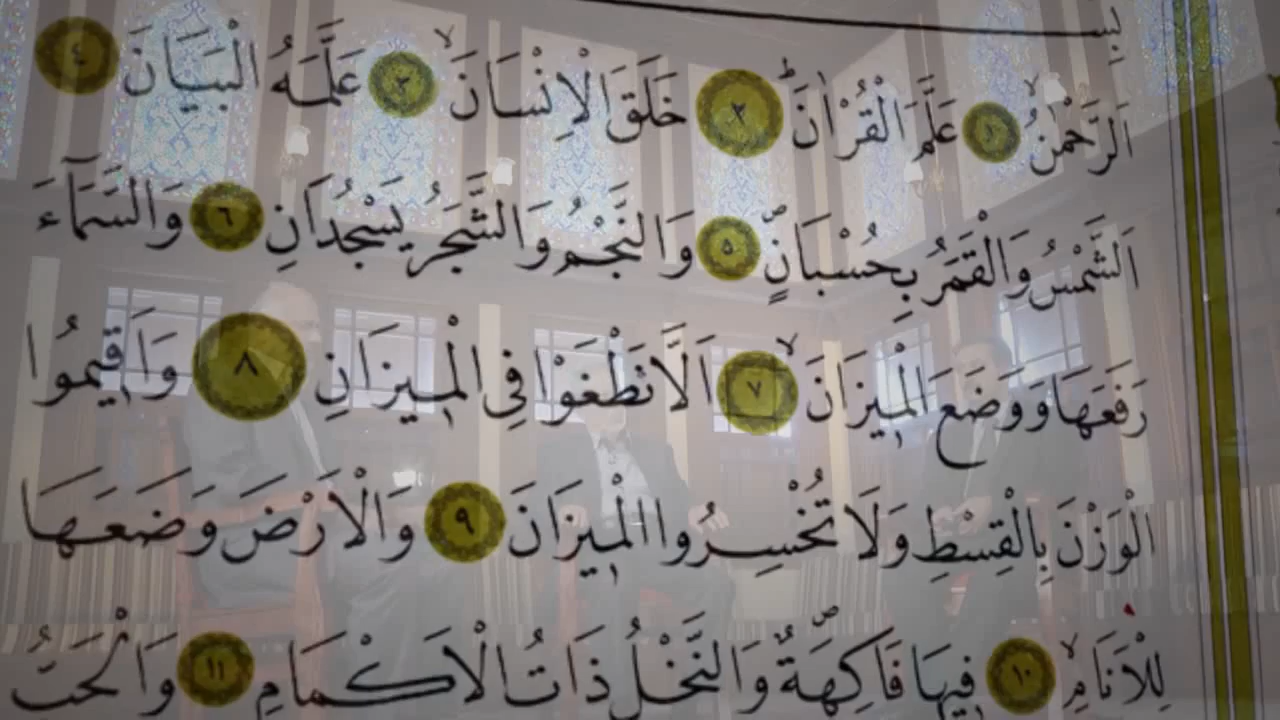 بِسْ
اَلرَّحْمٰنُۙ ١ عَلَّمَ الْقُرْاٰنَۜ ٢ خَلَقَ الْاِنْسَانَۙ ٣ عَلَّمَهُ الْبَيَانَ ٤
اَلشَّمْسُ وَالْقَمَرُ بِحُسْبَانٍۖ ٥ وَالنَّجْمُ وَالشَّجَرُ يَسْجُدَانِ ٦ وَالسَّمَٓاءَ
رَفَعَهَا وَوَضَعَ الْم۪يزَانَۙ ٧ اَلَّا تَطْغَوْا فِي الْم۪يزَانِ ٨ وَاَق۪يمُوا
الْوَزْنَ بِالْقِسْطِ وَلَا تُخْسِرُوا الْم۪يزَانَ ٩ وَالْاَرْضَ وَضَعَهَا
لِلْاَنَامِۙ ١٠ ف۪يهَا فَاكِهَةٌۖ وَالنَّخْلُ ذَاتُ الْاَكْمَامِ ١١ وَالْحَبُّ